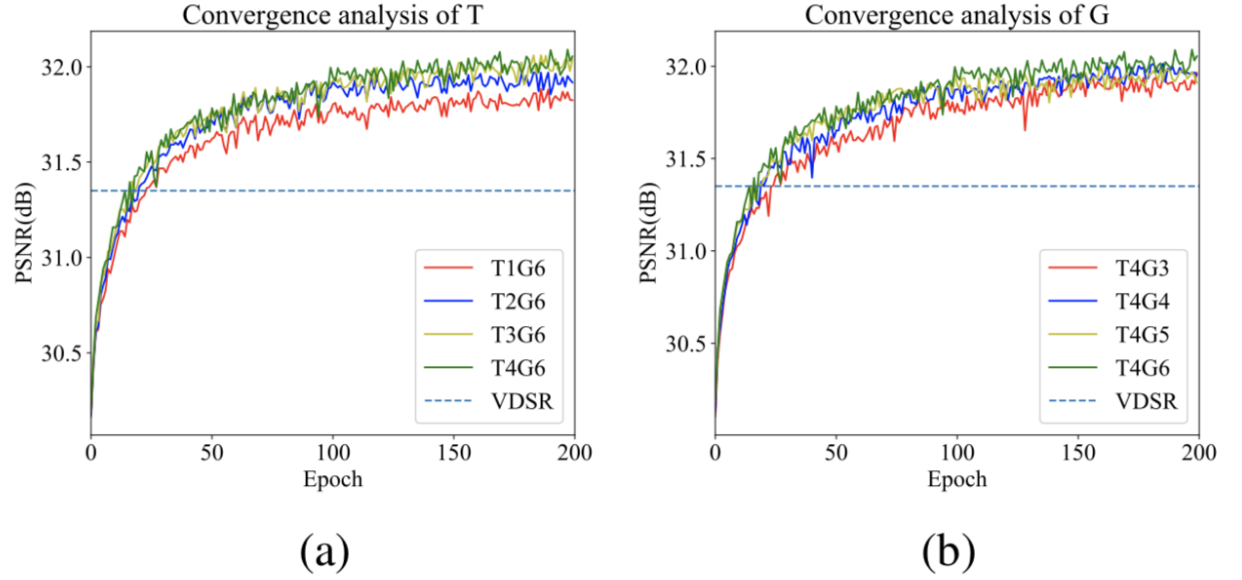 Convergence analysis of T
PSNR(dB)
32.0
31.5
31.0
30.5
0 50 100 150 200
Epoch
T1G6
T2G6
T3G6
T4G6
VDSR
(a)
Convergence analysis of G
PSNR(dB)
32.0
31.5
31.0
30.5
0 50 100 150 200
Epoch
T4G3
T4G4
T4G5
T4G6
VDSR
(b)